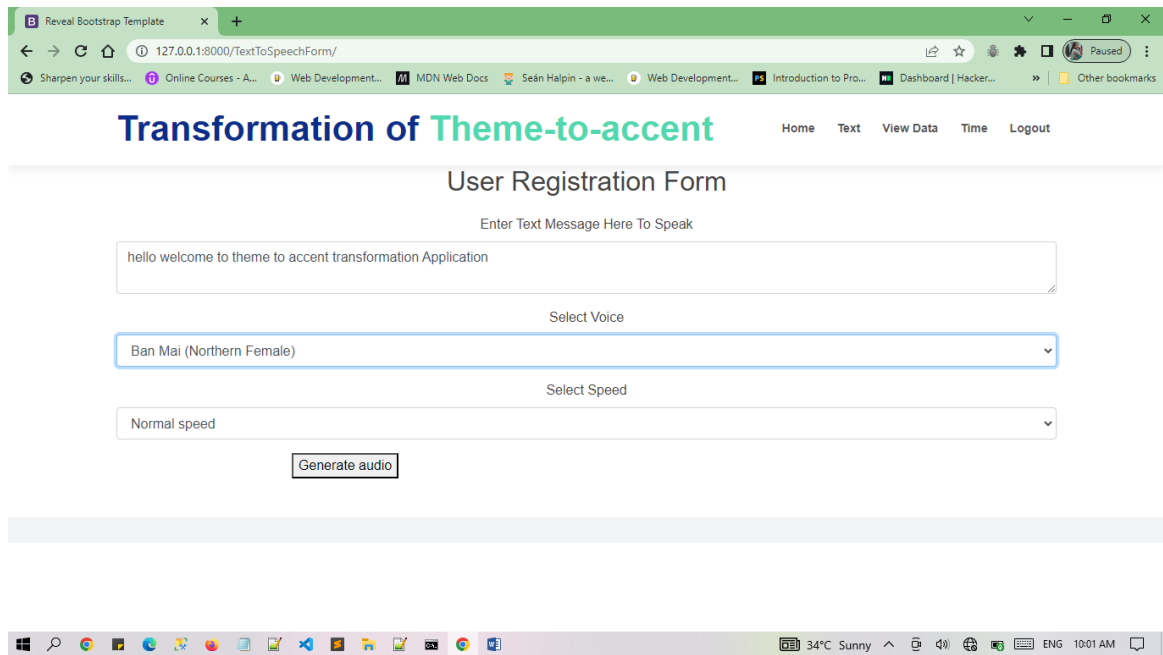 Reveal Bootstrap Template
127.0.0.1:8000/TextToSpeechForm/
Paused
Sharpen your skills... Online Courses - A... Web Development... MDN Web Docs Seán Halpin - a we... Web Development... Introduction to Pro... Dashboard | Hacker... » Other bookmarks
Transformation of Theme-to-accent Home Text View Data Time Logout
User Registration Form
Enter Text Message Here To Speak
hello welcome to theme to accent transformation Application
Select Voice
Ban Mai (Northern Female)
Select Speed
Normal speed
Generate audio
34°C Sunny ENG 10:01 AM